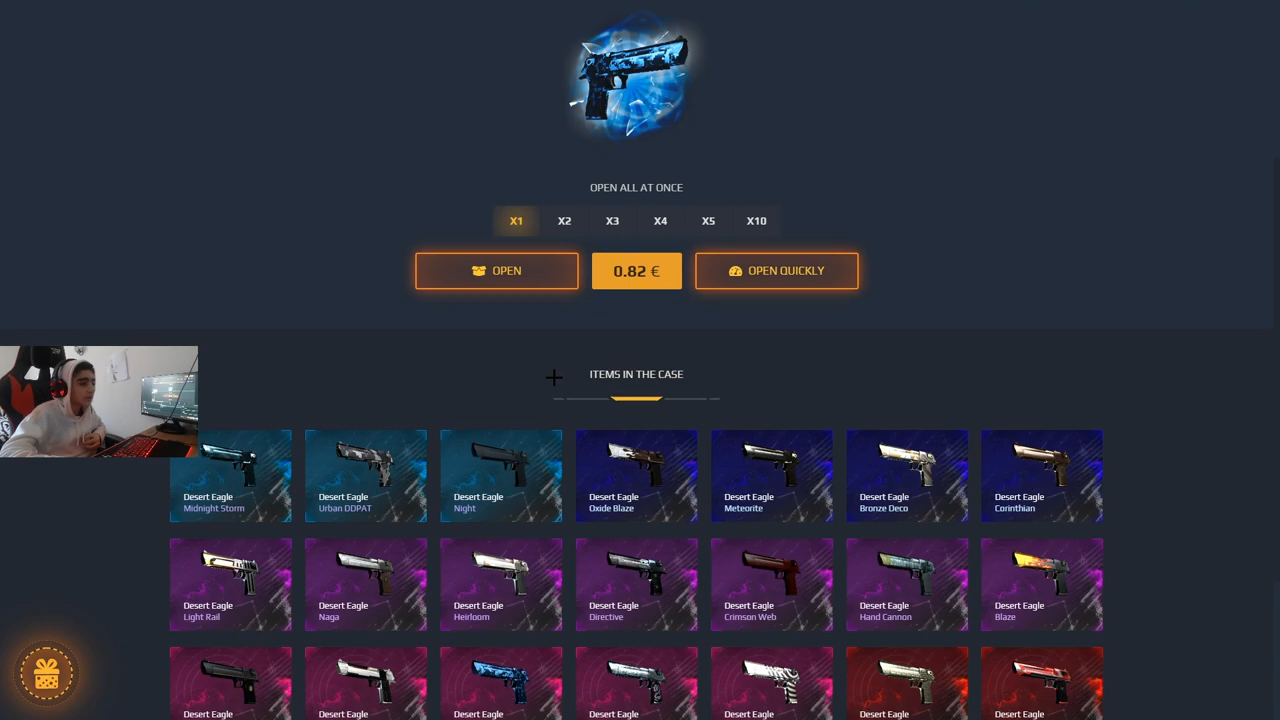 OPEN ALL AT ONCE
X1 X2 X3 X4 X5 X10
OPEN 0.82 € OPEN QUICKLY
ITEMS IN THE CASE
Desert Eagle
Midnight Storm
Desert Eagle
Urban DDPAT
Desert Eagle
Night
Desert Eagle
Oxide Blaze
Desert Eagle
Meteorite
Desert Eagle
Bronze Deco
Desert Eagle
Corinthian
Desert Eagle
Light Rail
Desert Eagle
Naga
Desert Eagle
Heirloom
Desert Eagle
Directive
Desert Eagle
Crimson Web
Desert Eagle
Hand Cannon
Desert Eagle
Blaze
Desert Eagle
Desert Eagle
Desert Eagle
Desert Eagle
Desert Eagle
Desert Eagle
Desert Eagle